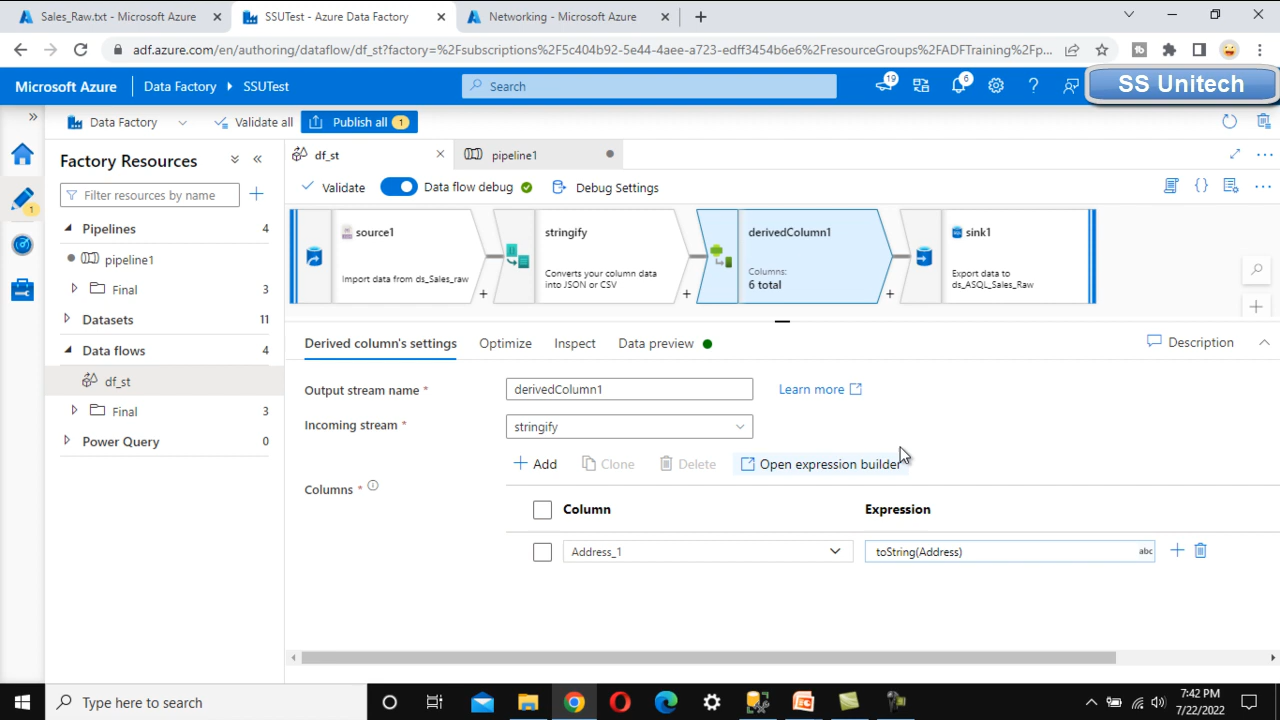 Sales_Raw.txt - Microsoft Azure
SSUTest - Azure Data Factory
Networking - Microsoft Azure
adf.azure.com/en/authoring/dataflow/df_st?factory=%2Fsubscriptions%2F5c404b92-5e44-4aee-a723-edff3454b6e6%2FresourceGroups%2FADFTraining%2Fp...
Microsoft Azure
Data Factory
SSUTest
Search
19
6
SS Unitech
Data Factory
Validate all
Publish all
1
Factory Resources
Filter resources by name
Pipelines
4
pipeline1
Final
3
Datasets
11
Data flows
4
df_st
Final
3
Power Query
0
1
df_st
pipeline1
Validate
Data flow debug
Debug Settings
source1
Import data from ds_Sales_raw
stringify
Converts your column data
into JSON or CSV
derivedColumn1
Columns:
6 total
sink1
Export data to
ds_ASQL_Sales_Raw
Derived column's settings
Optimize
Inspect
Data preview
Description
Output stream name *
derivedColumn1
Learn more
Incoming stream *
stringify
Add
Clone
Delete
Open expression builder
Columns *
Column
Expression
Address_1
toString(Address)
abc
Type here to search
7:42 PM
7/22/2022